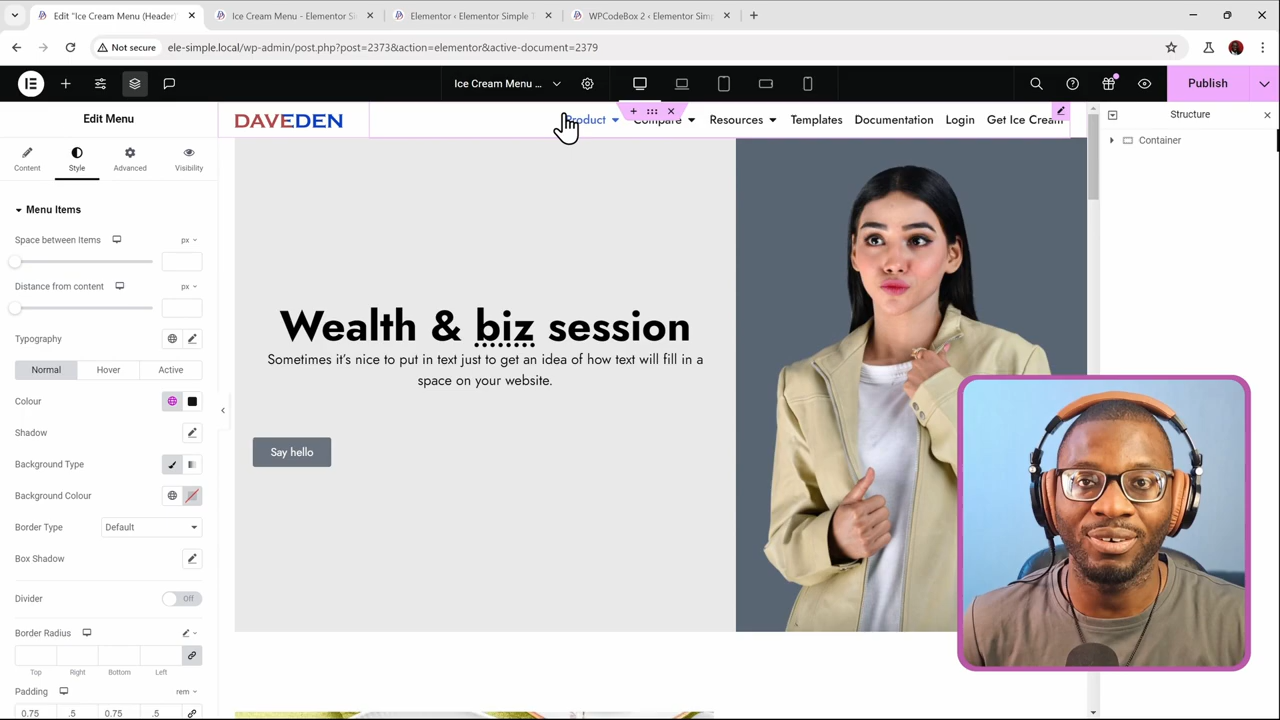 Edit "Ice Cream Menu (Header)
Ice Cream Menu - Elementor Si
Elementor ‹ Elementor Simple T
WPCodeBox 2 ‹ Elementor Simp
Not secure
ele-simple.local/wp-admin/post.php?post=2373&action=elementor&active-document=2379
Ice Cream Menu ...
Publish
Edit Menu
DAVEDEN
Product
Compare
Resources
Templates
Documentation
Login
Get Ice Cream
Structure
Container
Content
Style
Advanced
Visibility
Menu Items
Space between Items
px
Distance from content
px
Typography
Normal
Hover
Active
Colour
Shadow
Background Type
Background Colour
Border Type
Default
Box Shadow
Divider
Off
Border Radius
Top
Right
Bottom
Left
Padding
rem
0.75
.5
0.75
.5
Wealth & biz session
Sometimes it's nice to put in text just to get an idea of how text will fill in a
space on your website.
Say hello